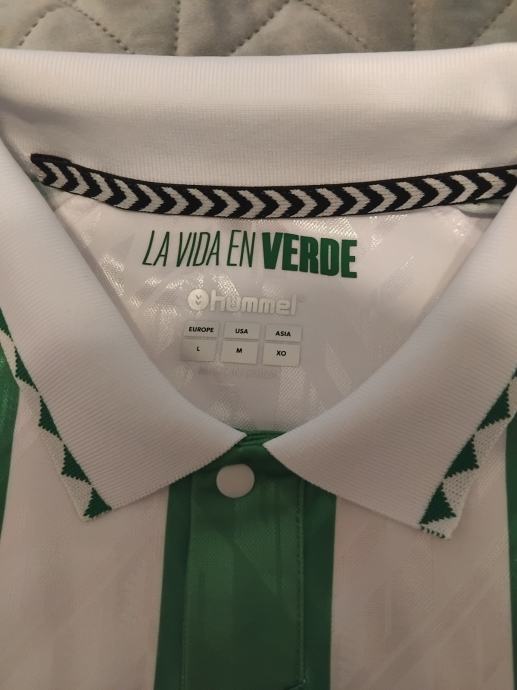 LA VIDA EN VERDE
hummel
EUROPE USA ASIA
L M XO